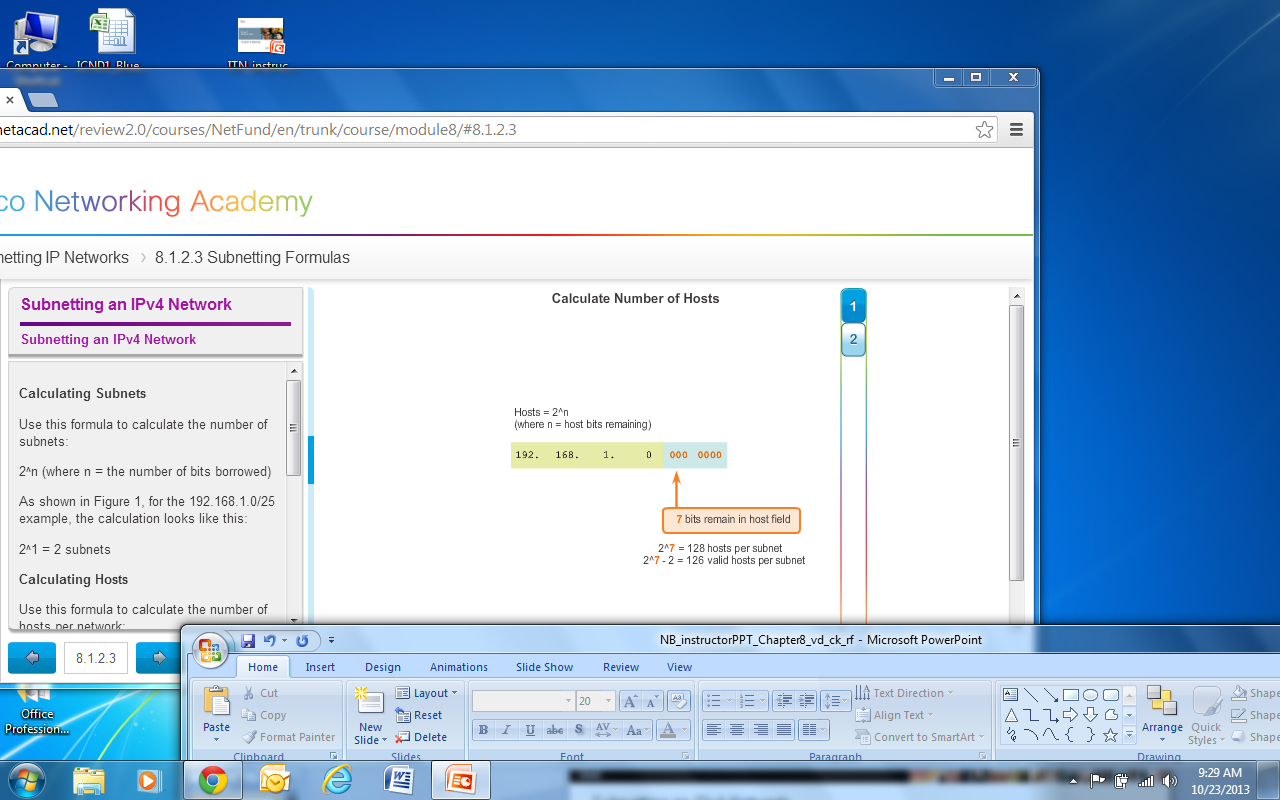 Computer -
ICND1_Blue
ITN_instruc
netacad.net/review2.0/courses/NetFund/en/trunk/course/module8/#8.1.2.3
co Networking Academy
netting IP Networks › 8.1.2.3 Subnetting Formulas
Subnetting an IPv4 Network
Subnetting an IPv4 Network
Calculating Subnets
Use this formula to calculate the number of
subnets:
2^n (where n = the number of bits borrowed)
As shown in Figure 1, for the 192.168.1.0/25
example, the calculation looks like this:
2^1 = 2 subnets
Calculating Hosts
Use this formula to calculate the number of
hosts per network:
8.1.2.3
Calculate Number of Hosts
1
2
Hosts = 2^n
(where n = host bits remaining)
192. 168. 1. 0 000 0000
7 bits remain in host field
2^7 = 128 hosts per subnet
2^7 - 2 = 126 valid hosts per subnet
NB_instructorPPT_Chapter8_vd_ck_rf - Microsoft PowerPoint
Home Insert Design Animations Slide Show Review View
Paste
Cut
Copy
Format Painter
Clipboard
New
Slide
Layout
Reset
Delete
Slides
20
B I U abc S AV Aa A
Font
Text Direction
Align Text
Convert to SmartArt
Paragraph
Arrange
Quick
Styles
Shape
Shape
Shape
Drawing
Office
Profession...
9:29 AM
10/23/2013